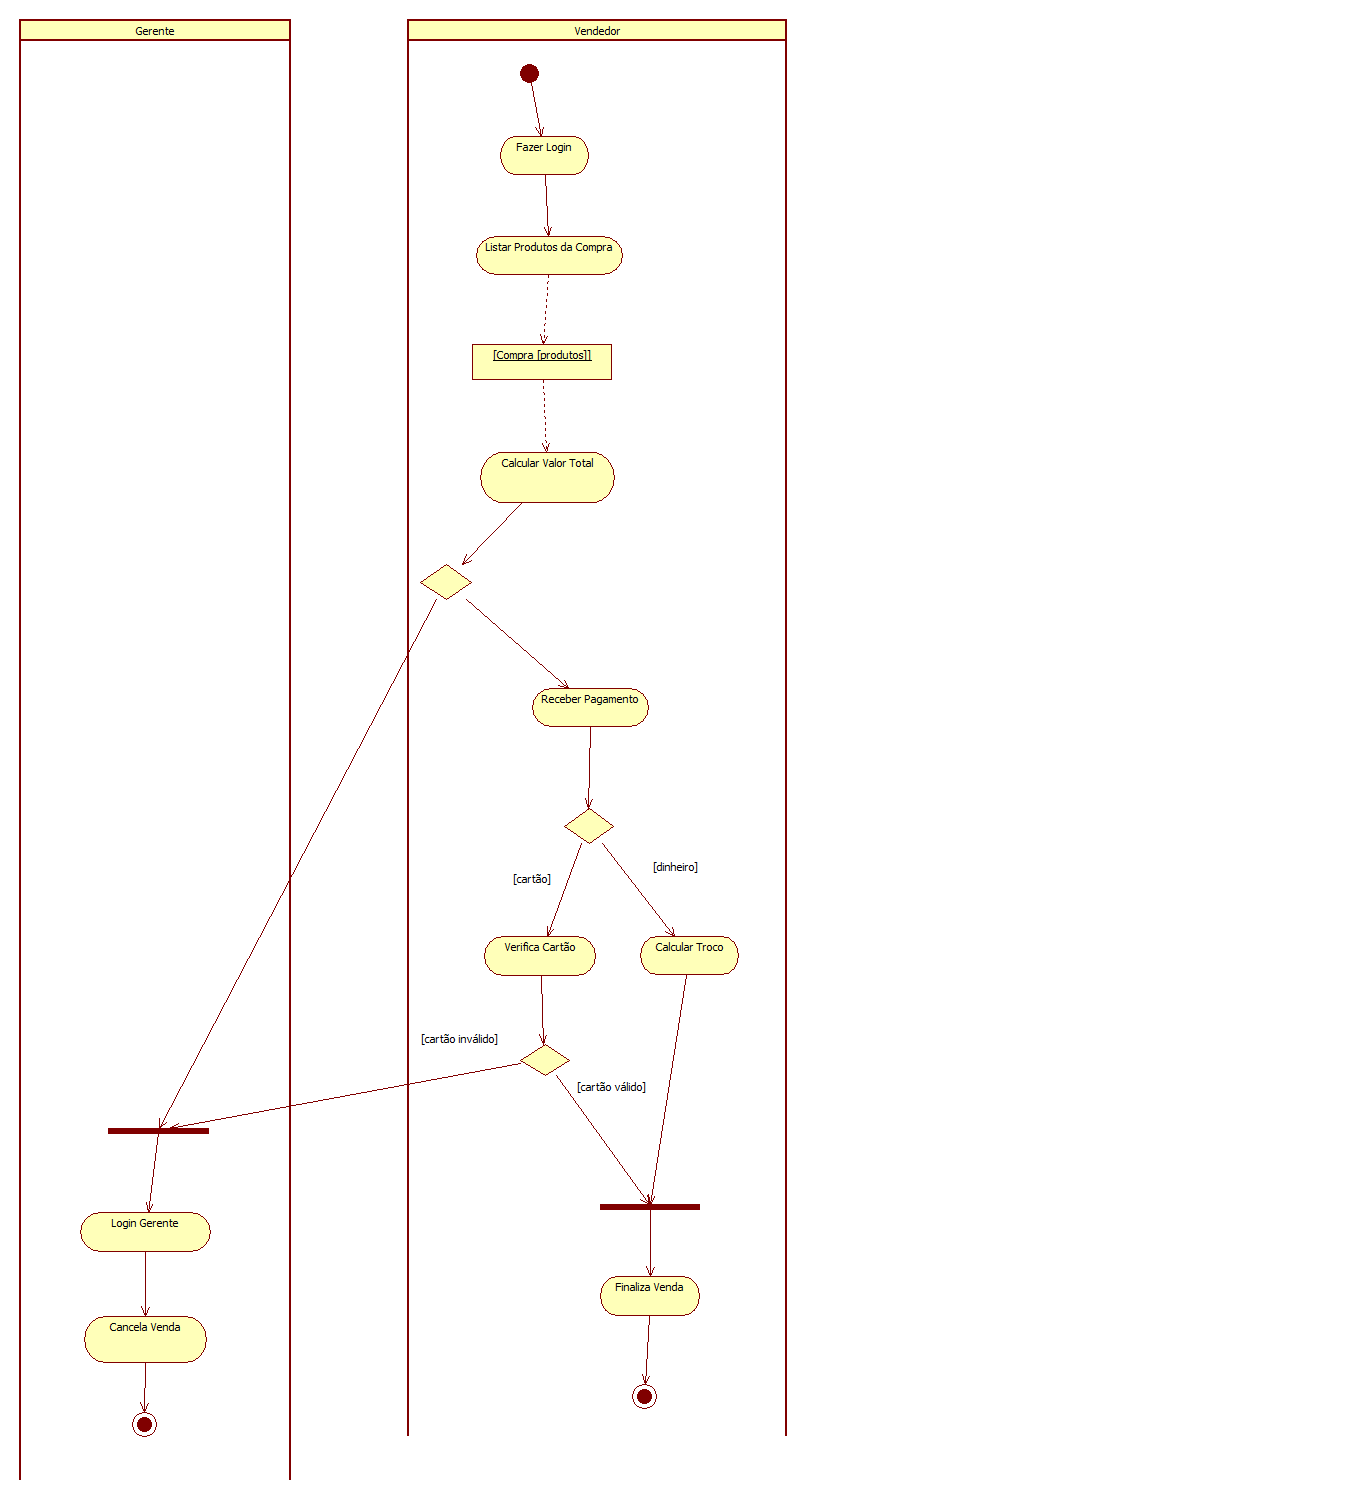 Gerente
Vendedor
Fazer Login
Listar Produtos da Compra
[Compra [produtos]]
Calcular Valor Total
Receber Pagamento
[dinheiro]
[cartão]
Verifica Cartão
Calcular Troco
[cartão inválido]
[cartão válido]
Login Gerente
Finaliza Venda
Cancela Venda